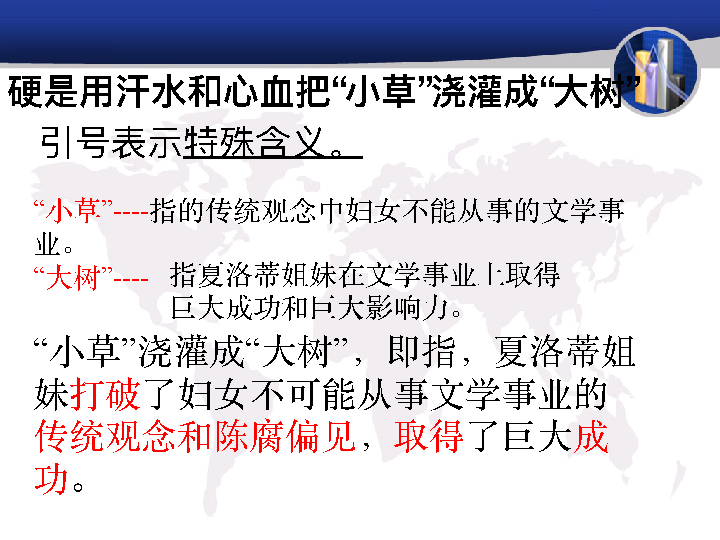 硬是用汗水和心血把“小草”浇灌成“大树”
引号表示特殊含义。
“小草”----指的传统观念中妇女不能从事的文学事
业。
“大树”---- 指夏洛蒂姐妹在文学事业上取得
巨大成功和巨大影响力。
“小草”浇灌成“大树”，即指，夏洛蒂姐
妹打破了妇女不可能从事文学事业的
传统观念和陈腐偏见，取得了巨大成
功。